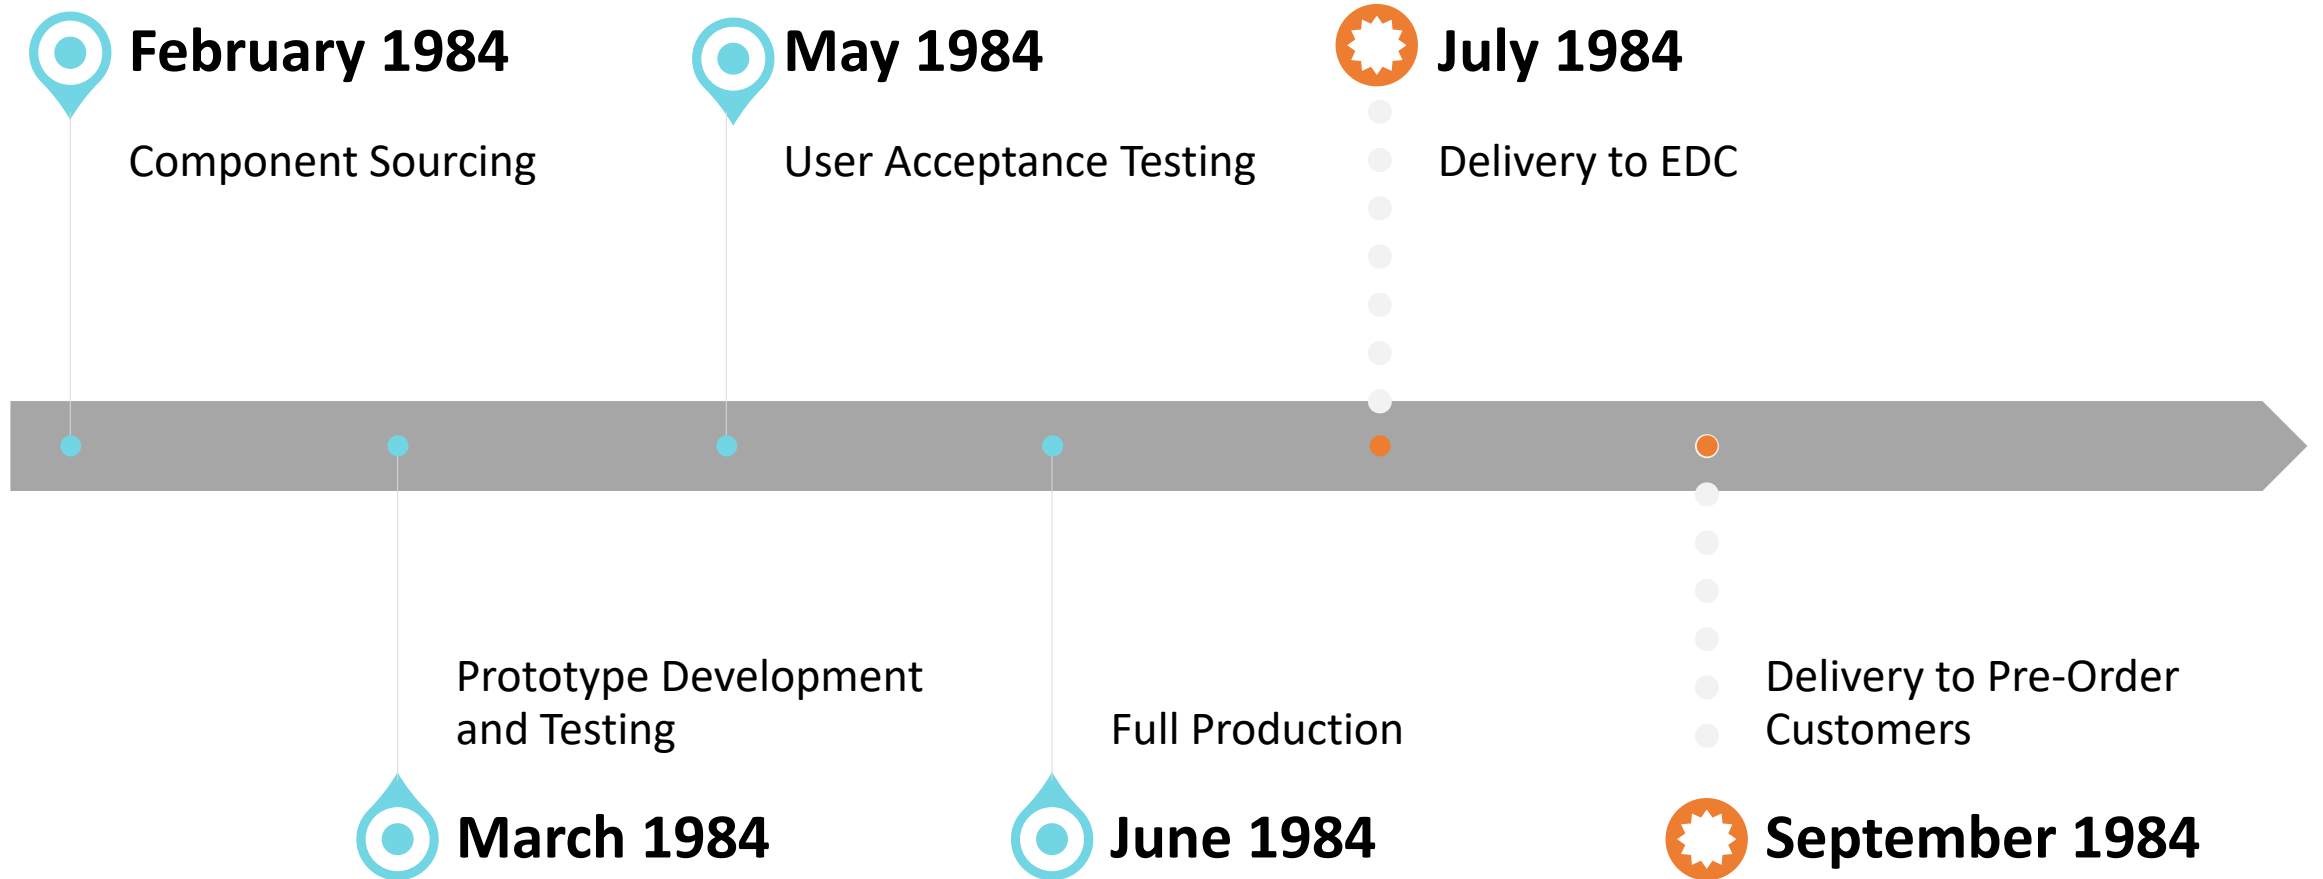 February 1984
Component Sourcing
May 1984
User Acceptance Testing
July 1984
Delivery to EDC
Prototype Development
and Testing
March 1984
Full Production
June 1984
Delivery to Pre-Order
Customers
September 1984